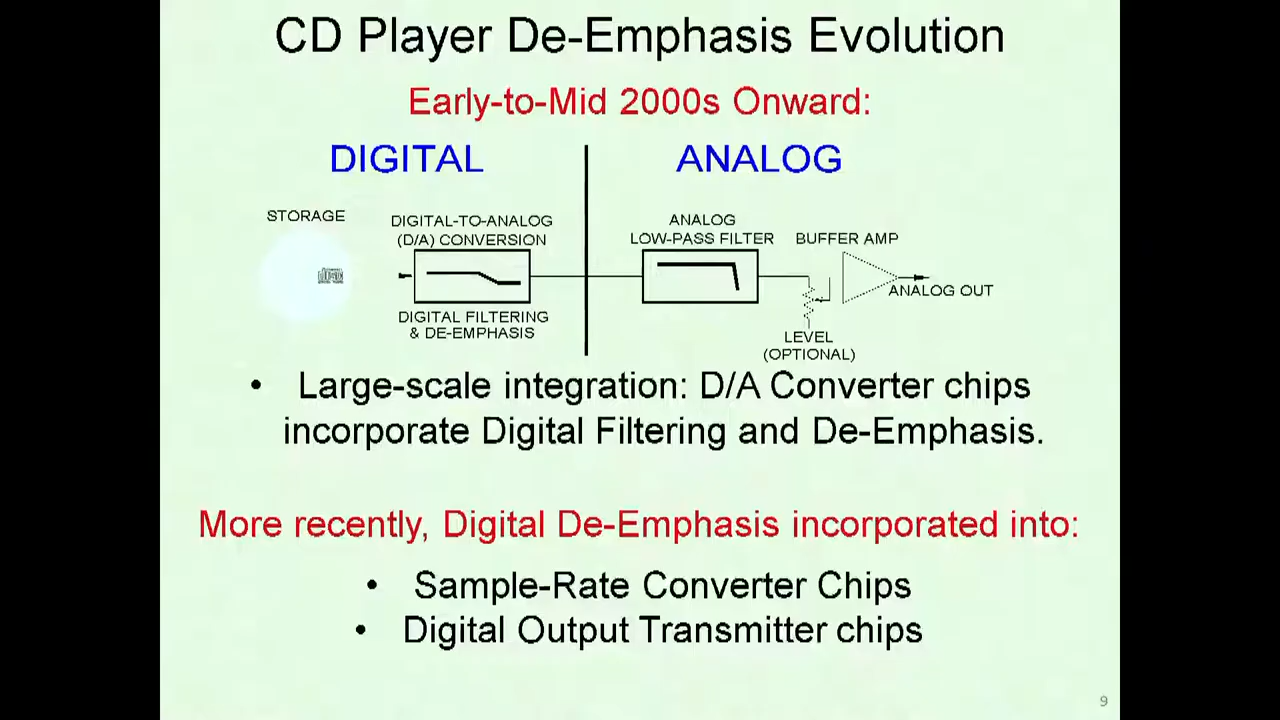 CD Player De-Emphasis Evolution
Early-to-Mid 2000s Onward:
DIGITAL
ANALOG
STORAGE
DIGITAL-TO-ANALOG
(D/A) CONVERSION
DIGITAL FILTERING
& DE-EMPHASIS
ANALOG
LOW-PASS FILTER
BUFFER AMP
ANALOG OUT
LEVEL
(OPTIONAL)
• Large-scale integration: D/A Converter chips
incorporate Digital Filtering and De-Emphasis.
More recently, Digital De-Emphasis incorporated into:
• Sample-Rate Converter Chips
• Digital Output Transmitter chips
9